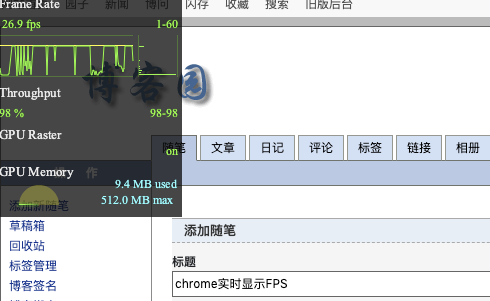 Frame Rate
园子 新闻 博问 闪存 收藏 搜索 旧版后台
26.9 fps 1-60
博客园
Throughput
98 % 98-98
GPU Raster
on
随笔 文章 日记 评论 标签 链接 相册
GPU Memory
操 作
9.4 MB used
512.0 MB max
添加新随笔
草稿箱
回收站
标签管理
博客签名
添加随笔
标题
chrome实时显示FPS